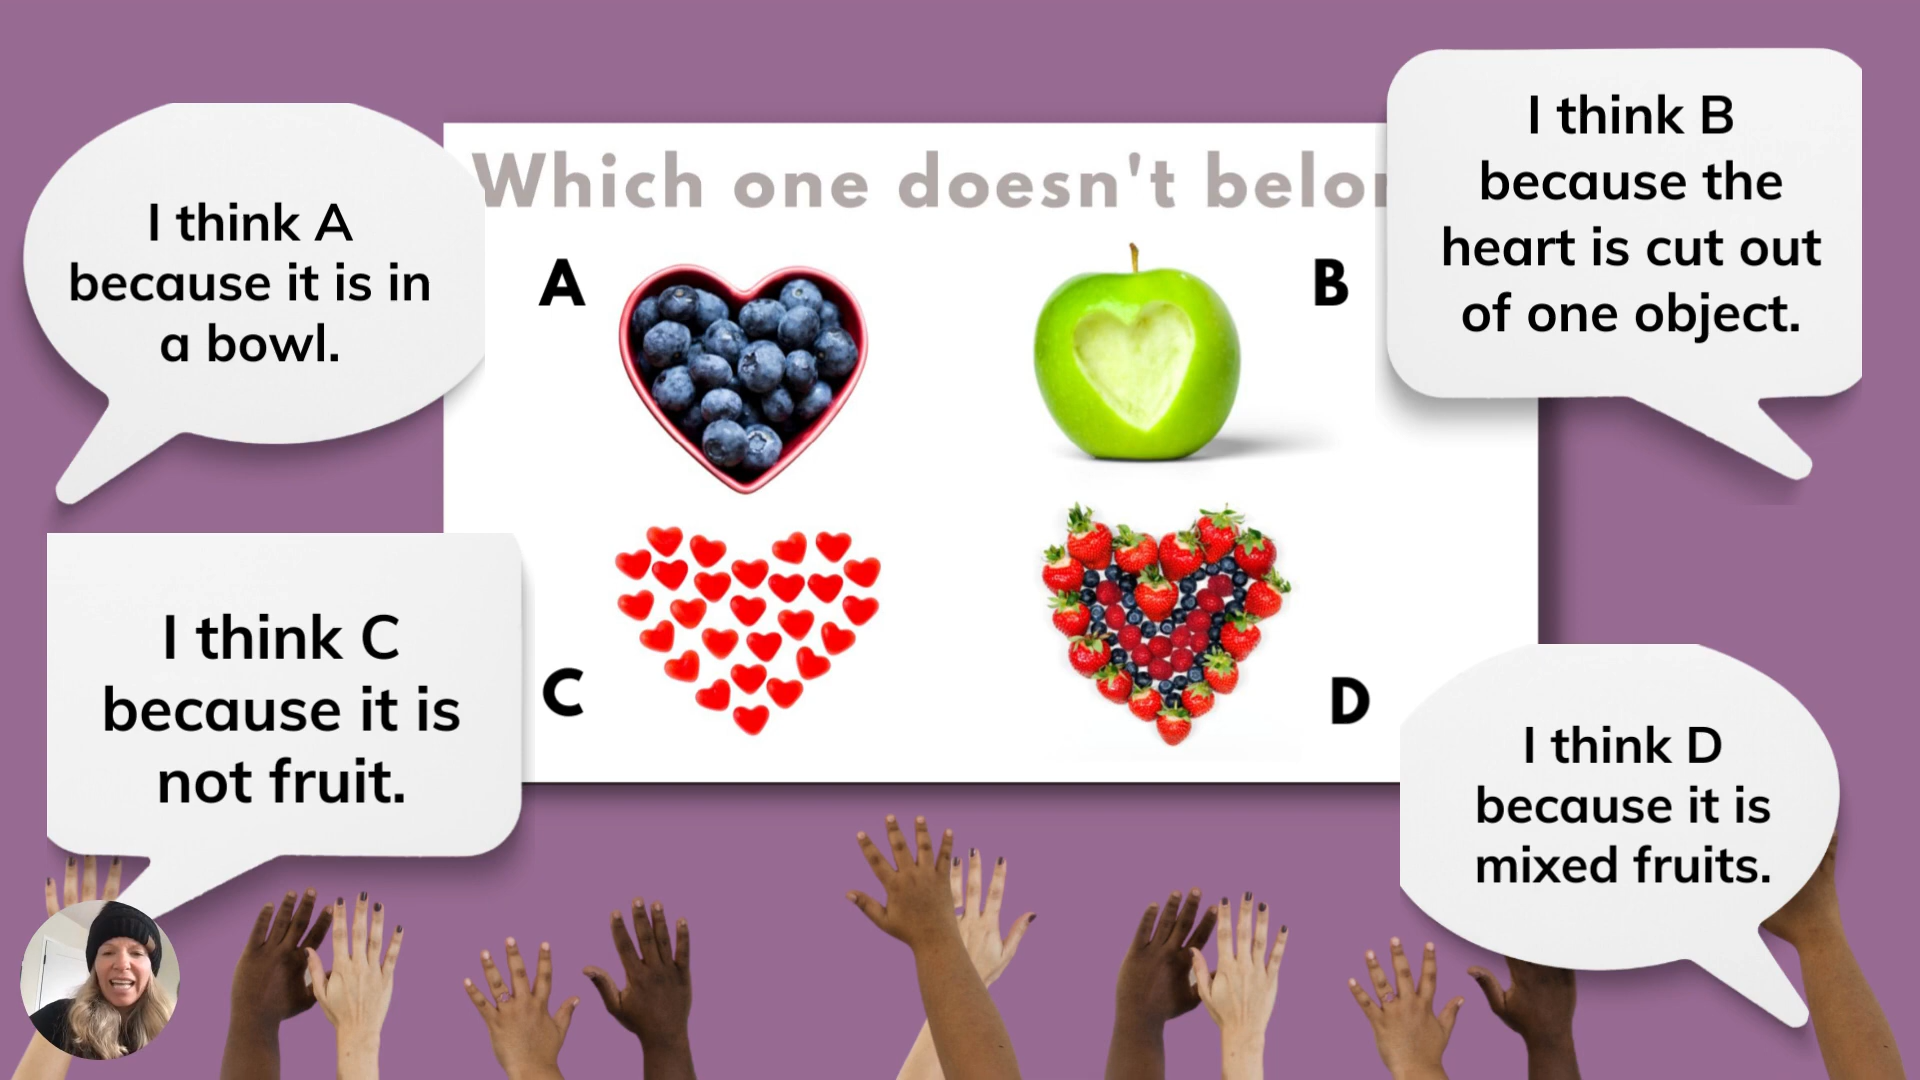 Which one doesn't
I think A
because it is in
a bowl.
I think B
because the
heart is cut out
of one object.
A
B
C
D
I think C
because it is
not fruit.
I think D
because it is
mixed fruits.